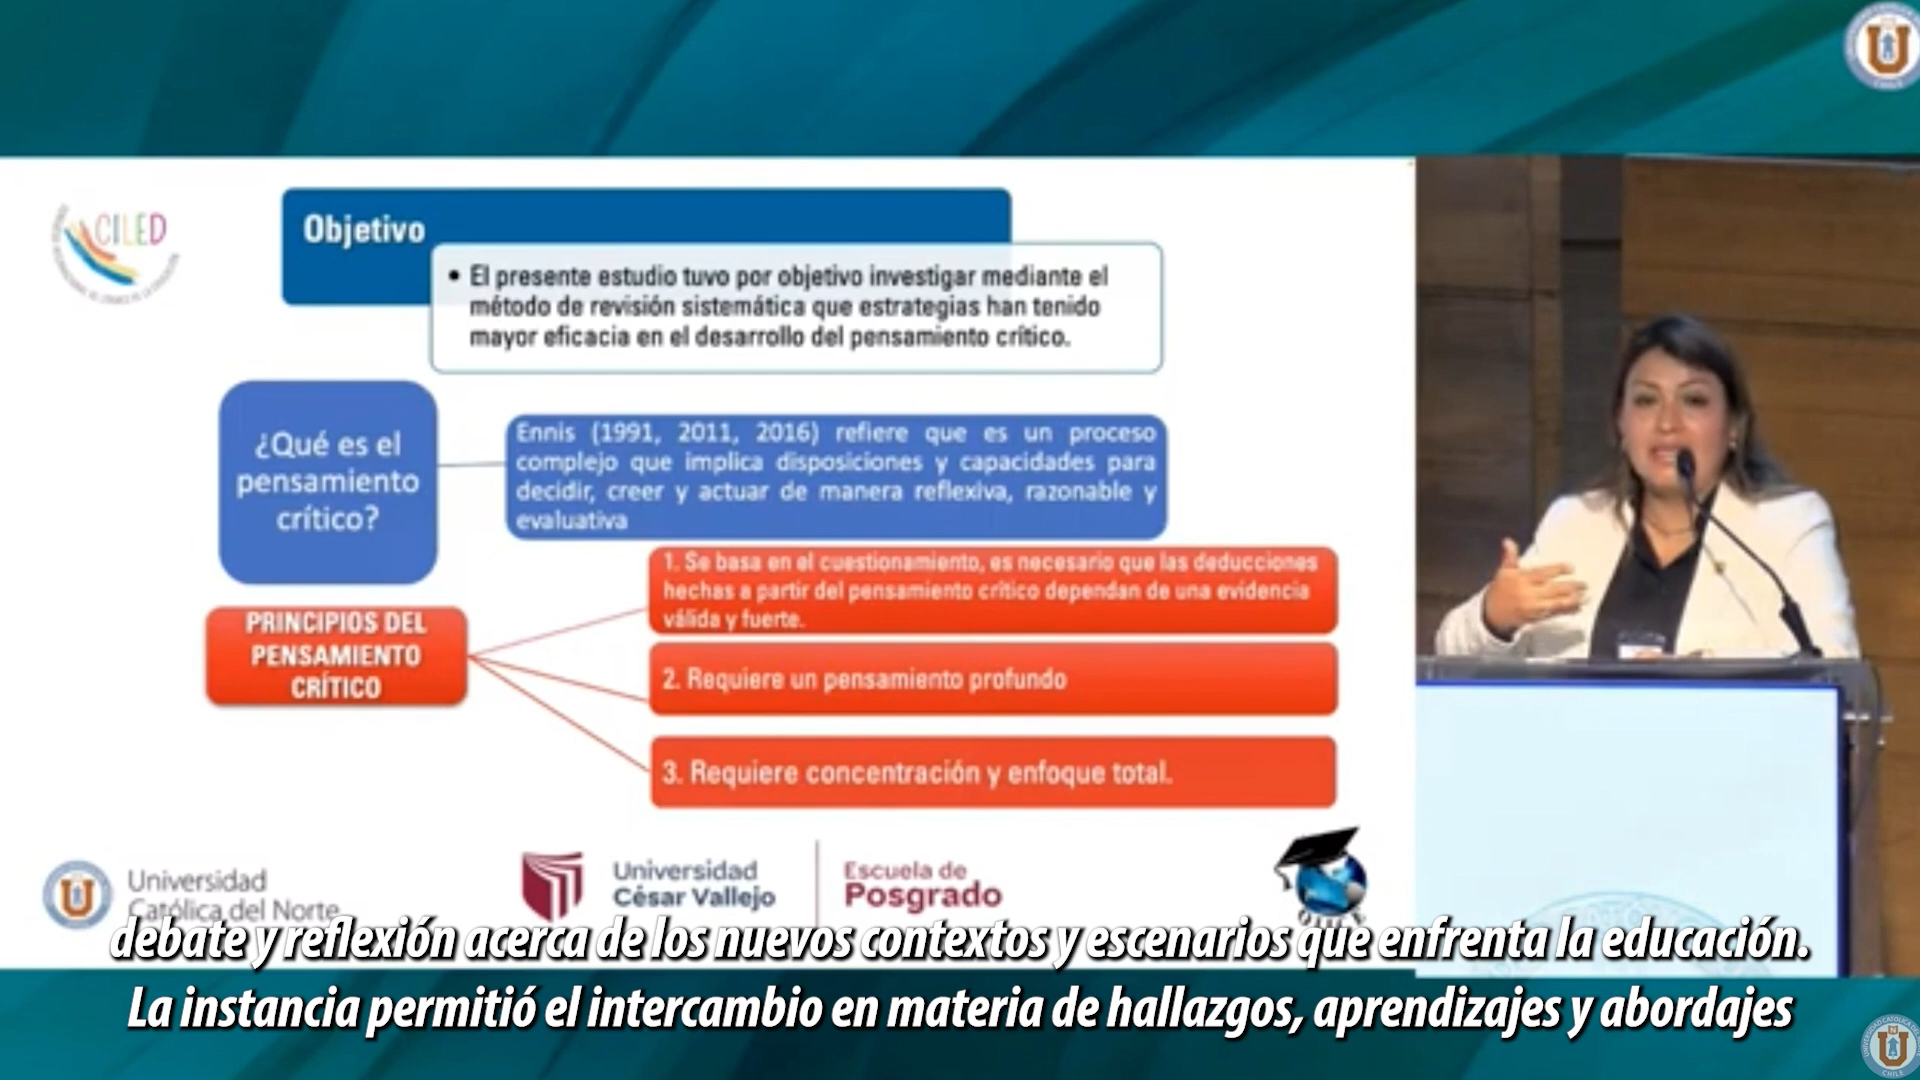 CILED
Objetivo
• El presente estudio tuvo por objetivo investigar mediante el
método de revisión sistemática que estrategias han tenido
mayor eficacia en el desarrollo del pensamiento crítico.
¿Qué es el
pensamiento
crítico?
Ennis (1991, 2011, 2016) refiere que es un proceso
complejo que implica disposiciones y capacidades para
decidir, creer y actuar de manera reflexiva, razonable y
evaluativa
PRINCIPIOS DEL
PENSAMIENTO
CRÍTICO
1. Se basa en el cuestionamiento, es necesario que las deducciones
hechas a partir del pensamiento crítico dependan de una evidencia
válida y fuerte.
2. Requiere un pensamiento profundo
3. Requiere concentración y enfoque total.
Universidad
Católica del Norte
Universidad
César Vallejo
Escuela de
Posgrado
debate y reflexión acerca de los nuevos contextos y escenarios que enfrenta la educación.
La instancia permitió el intercambio en materia de hallazgos, aprendizajes y abordajes